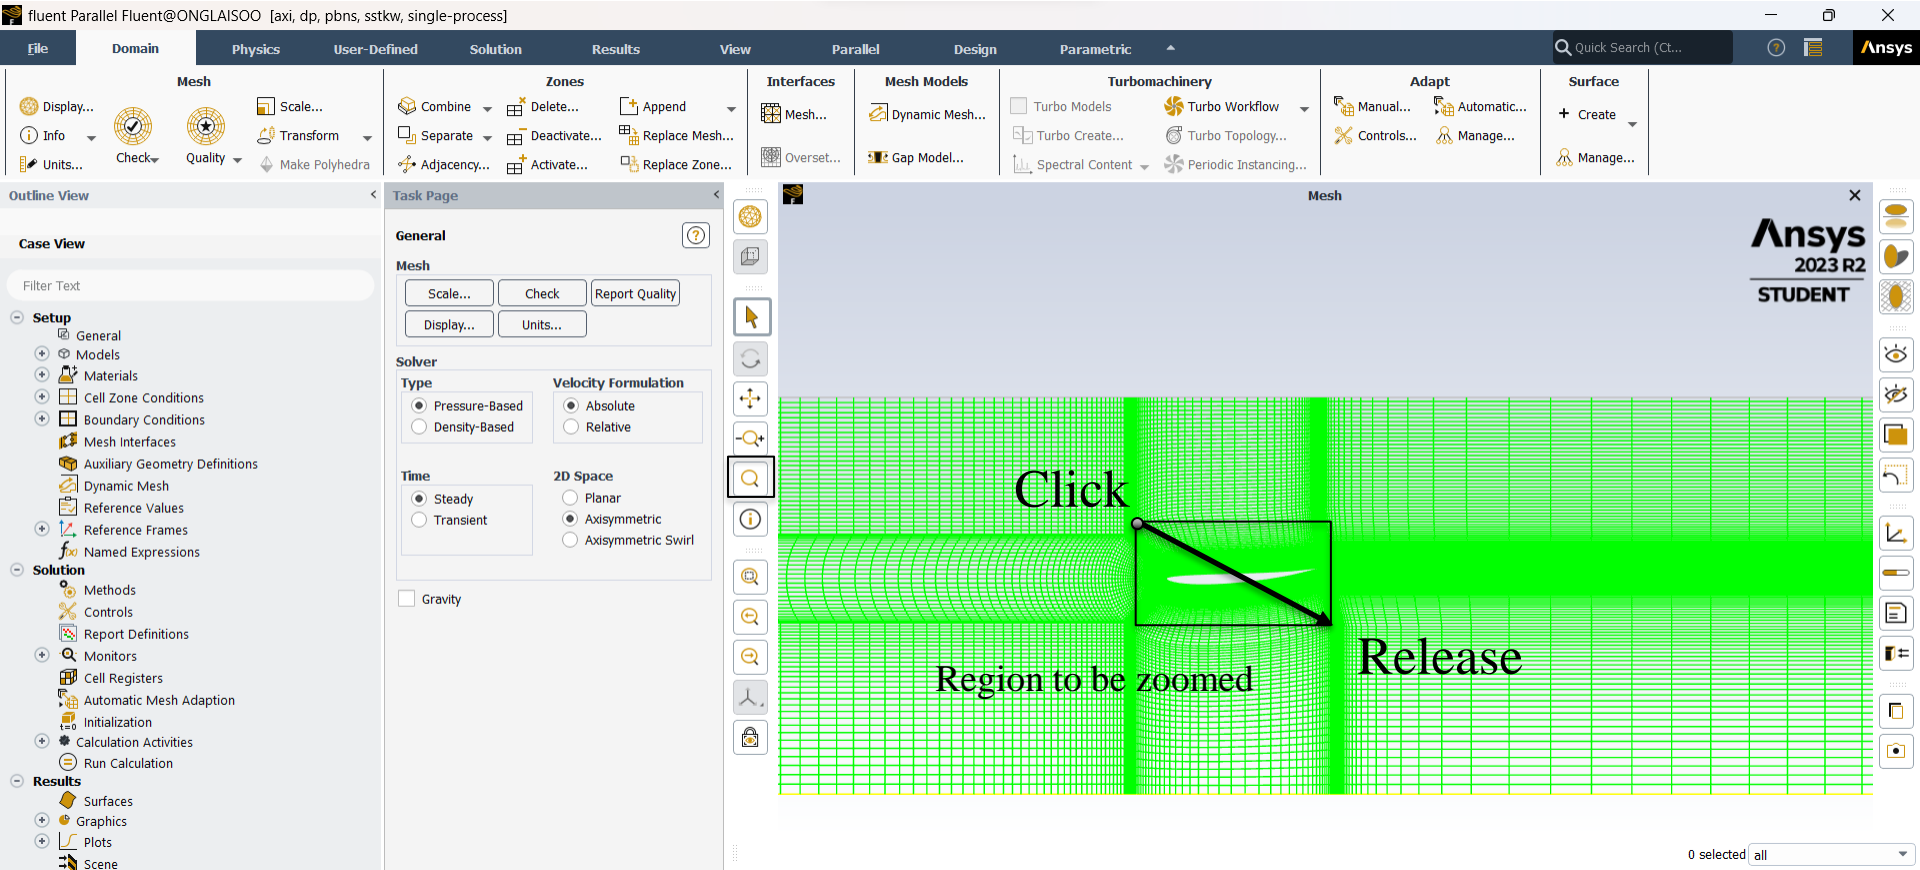 fluent Parallel Fluent@ONGLAISOO [axi, dp, pbns, sstkw, single-process]
File Domain Physics User-Defined Solution Results View Parallel Design Parametric Quick Search (Ct... Ansys
Mesh
Display...
Info
Units...
Check
Quality
Scale...
Transform
Make Polyhedra
Zones
Combine
Separate
Adjacency...
Delete...
Deactivate...
Activate...
Append
Replace Mesh...
Replace Zone...
Interfaces
Mesh...
Overset...
Mesh Models
Dynamic Mesh...
Gap Model...
Turbomachinery
Turbo Models
Turbo Create...
Spectral Content
Turbo Workflow
Turbo Topology...
Periodic Instancing...
Adapt
Manual...
Controls...
Automatic...
Manage...
Surface
Create
Manage...
Outline View
Case View
Filter Text
Setup
General
Models
Materials
Cell Zone Conditions
Boundary Conditions
Mesh Interfaces
Auxiliary Geometry Definitions
Dynamic Mesh
Reference Values
Reference Frames
Named Expressions
Solution
Methods
Controls
Report Definitions
Monitors
Cell Registers
Automatic Mesh Adaption
Initialization
Calculation Activities
Run Calculation
Results
Surfaces
Graphics
Plots
Scene
Task Page
General
Mesh
Scale... Check Report Quality
Display... Units...
Solver
Type
Pressure-Based
Density-Based
Velocity Formulation
Absolute
Relative
Time
Steady
Transient
2D Space
Planar
Axisymmetric
Axisymmetric Swirl
Gravity
Mesh
Ansys
2023 R2
STUDENT
Click
Release
Region to be zoomed
0 selected all